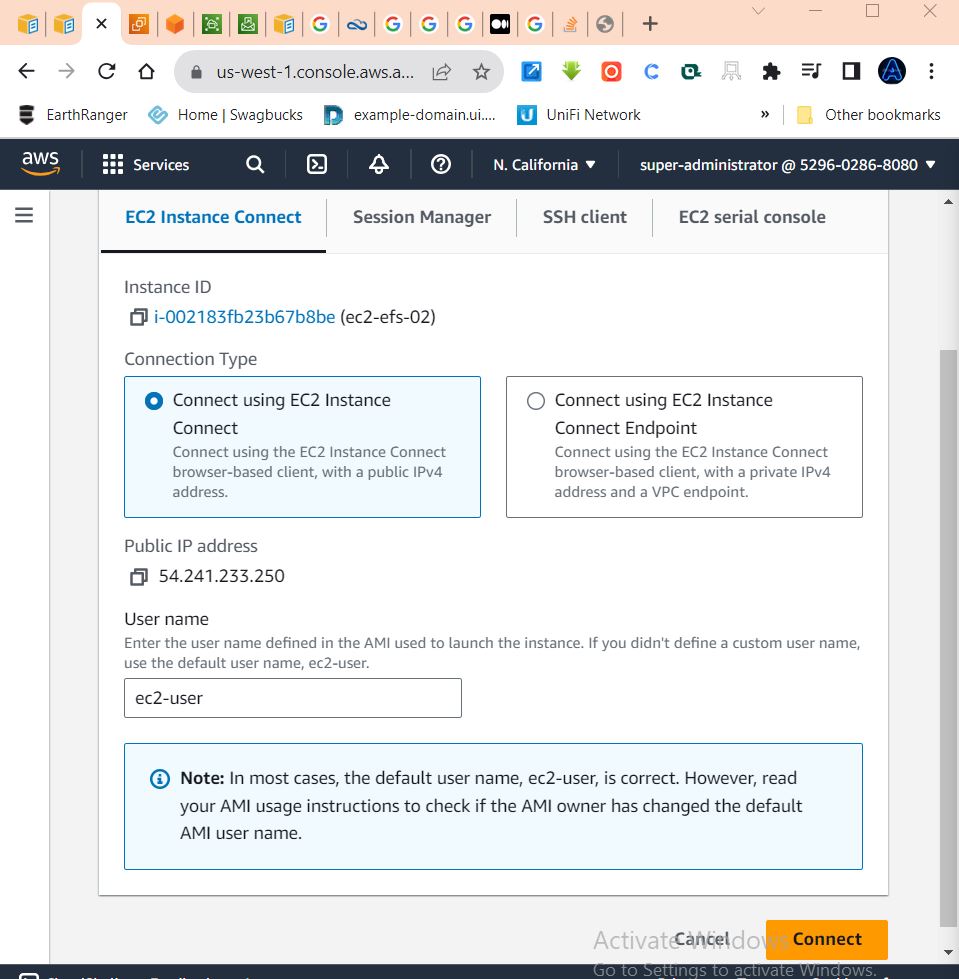 us-west-1.console.aws.a...
EarthRanger Home | Swagbucks example-domain.ui.... UniFi Network » Other bookmarks
aws Services N. California ▼ super-administrator @ 5296-0286-8080 ▼
EC2 Instance Connect Session Manager SSH client EC2 serial console
Instance ID
i-002183fb23b67b8be (ec2-efs-02)
Connection Type
Connect using EC2 Instance
Connect
Connect using the EC2 Instance Connect
browser-based client, with a public IPv4
address.
Connect using EC2 Instance
Connect Endpoint
Connect using the EC2 Instance Connect
browser-based client, with a private IPv4
address and a VPC endpoint.
Public IP address
54.241.233.250
User name
Enter the user name defined in the AMI used to launch the instance. If you didn't define a custom user name,
use the default user name, ec2-user.
ec2-user
Note: In most cases, the default user name, ec2-user, is correct. However, read
your AMI usage instructions to check if the AMI owner has changed the default
AMI user name.
Cancel Connect
Activate Windows
Go to Settings to activate Windows.